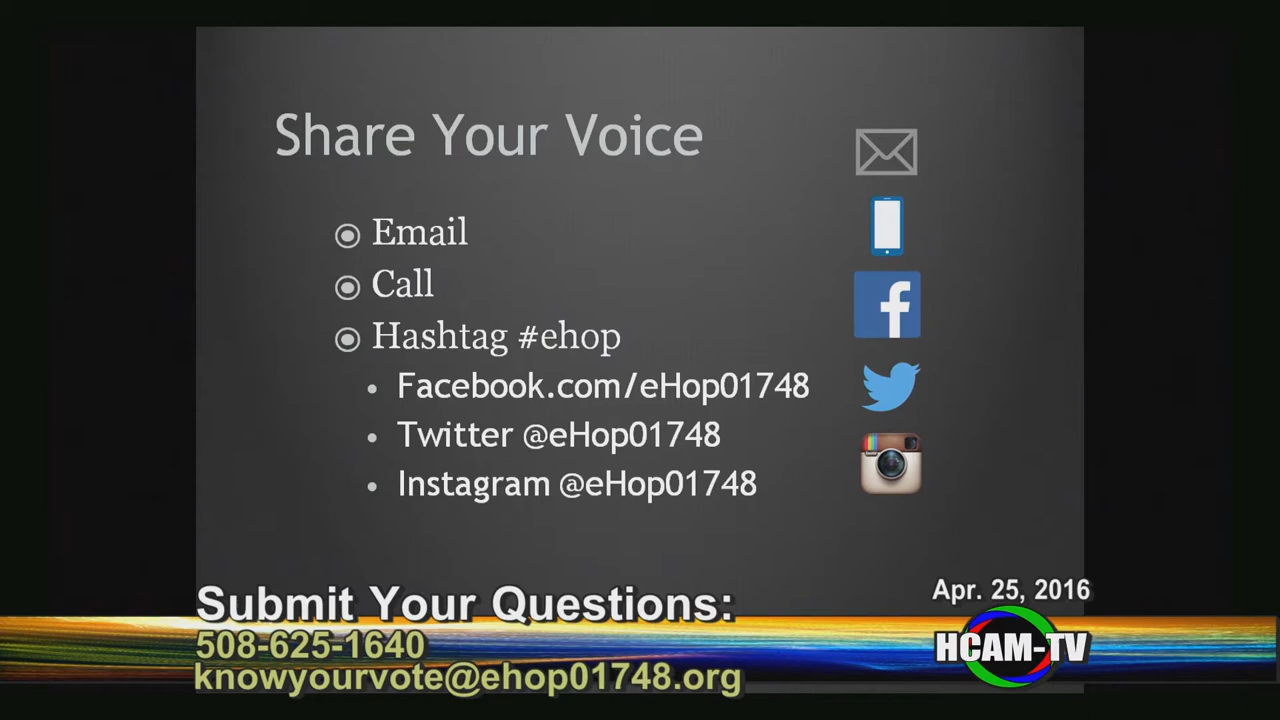 Share Your Voice
Email
Call
Hashtag #ehop
Facebook.com/eHop01748
Twitter @eHop01748
Instagram @eHop01748
Submit Your Questions:
508-625-1640
knowyourvote@ehop01748.org
Apr. 25, 2016
HCAM-TV